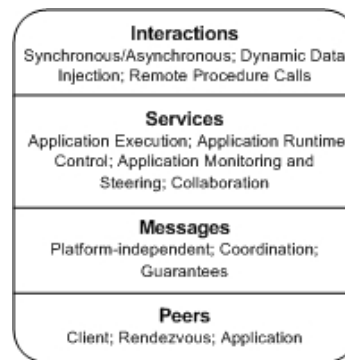 Interactions
Synchronous/Asynchronous; Dynamic Data
Injection; Remote Procedure Calls
Services
Application Execution; Application Runtime
Control; Application Monitoring and
Steering; Collaboration
Messages
Platform-independent; Coordination;
Guarantees
Peers
Client; Rendezvous; Application